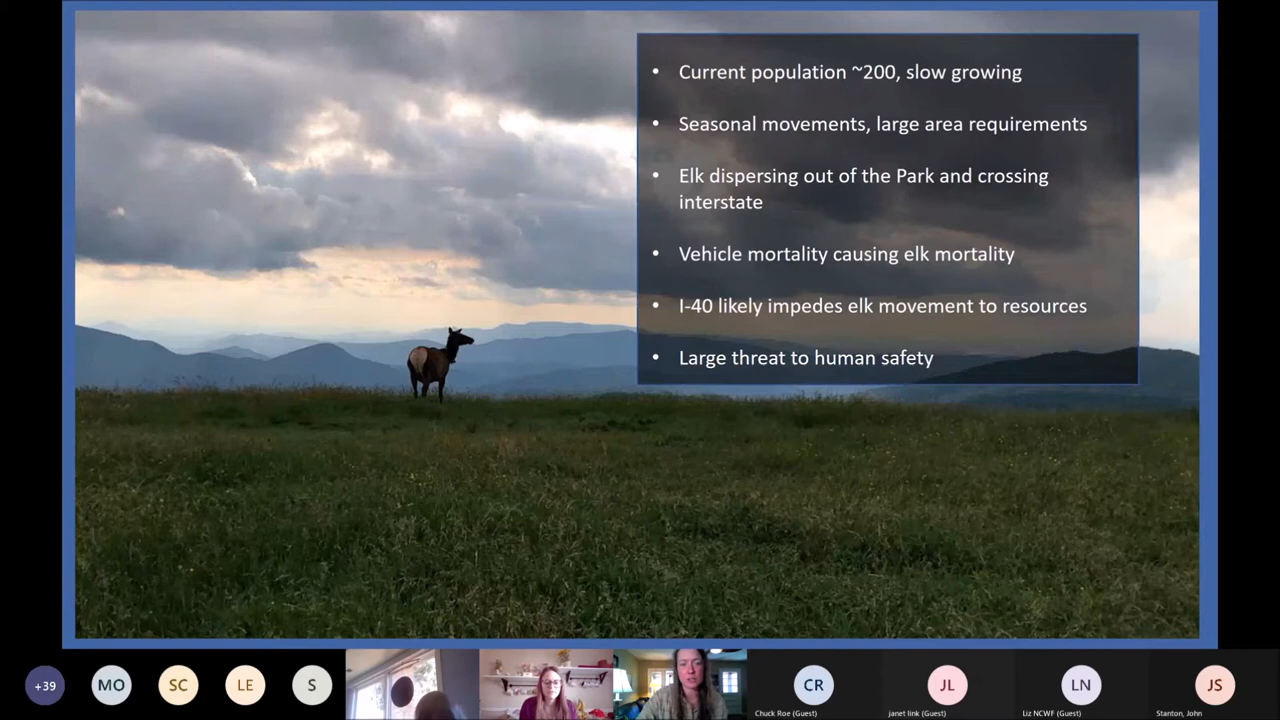 • Current population ~200, slow growing
• Seasonal movements, large area requirements
• Elk dispersing out of the Park and crossing
interstate
• Vehicle mortality causing elk mortality
• I-40 likely impedes elk movement to resources
• Large threat to human safety
+39
MO
SC
LE
S
CR
JL
LN
JS
Chuck Roe (Guest)
janet link (Guest)
Liz NCWF (Guest)
Stanton, John